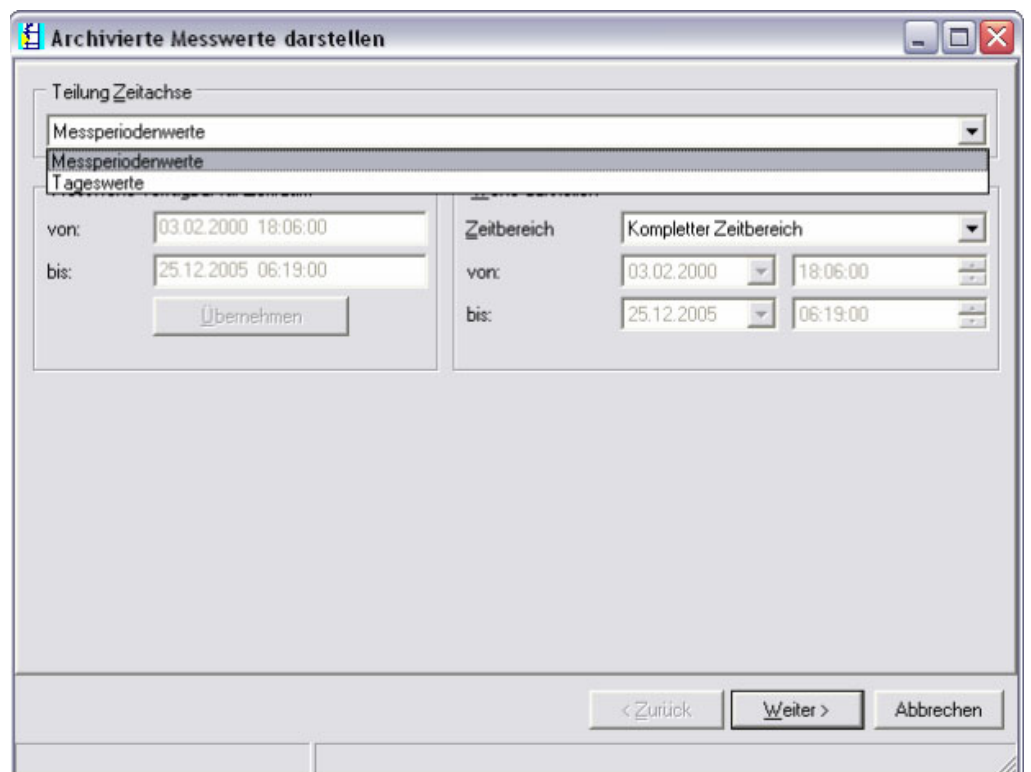 Archivierte Messwerte darstellen
Teilung Zeitachse
Messperiodenwerte
Messperiodenwerte
Tageswerte
von: 03.02.2000 18:06:00
bis: 25.12.2005 06:19:00
Übernehmen
Zeitbereich Kompletter Zeitbereich
von: 03.02.2000 18:06:00
bis: 25.12.2005 06:19:00
< Zurück Weiter > Abbrechen